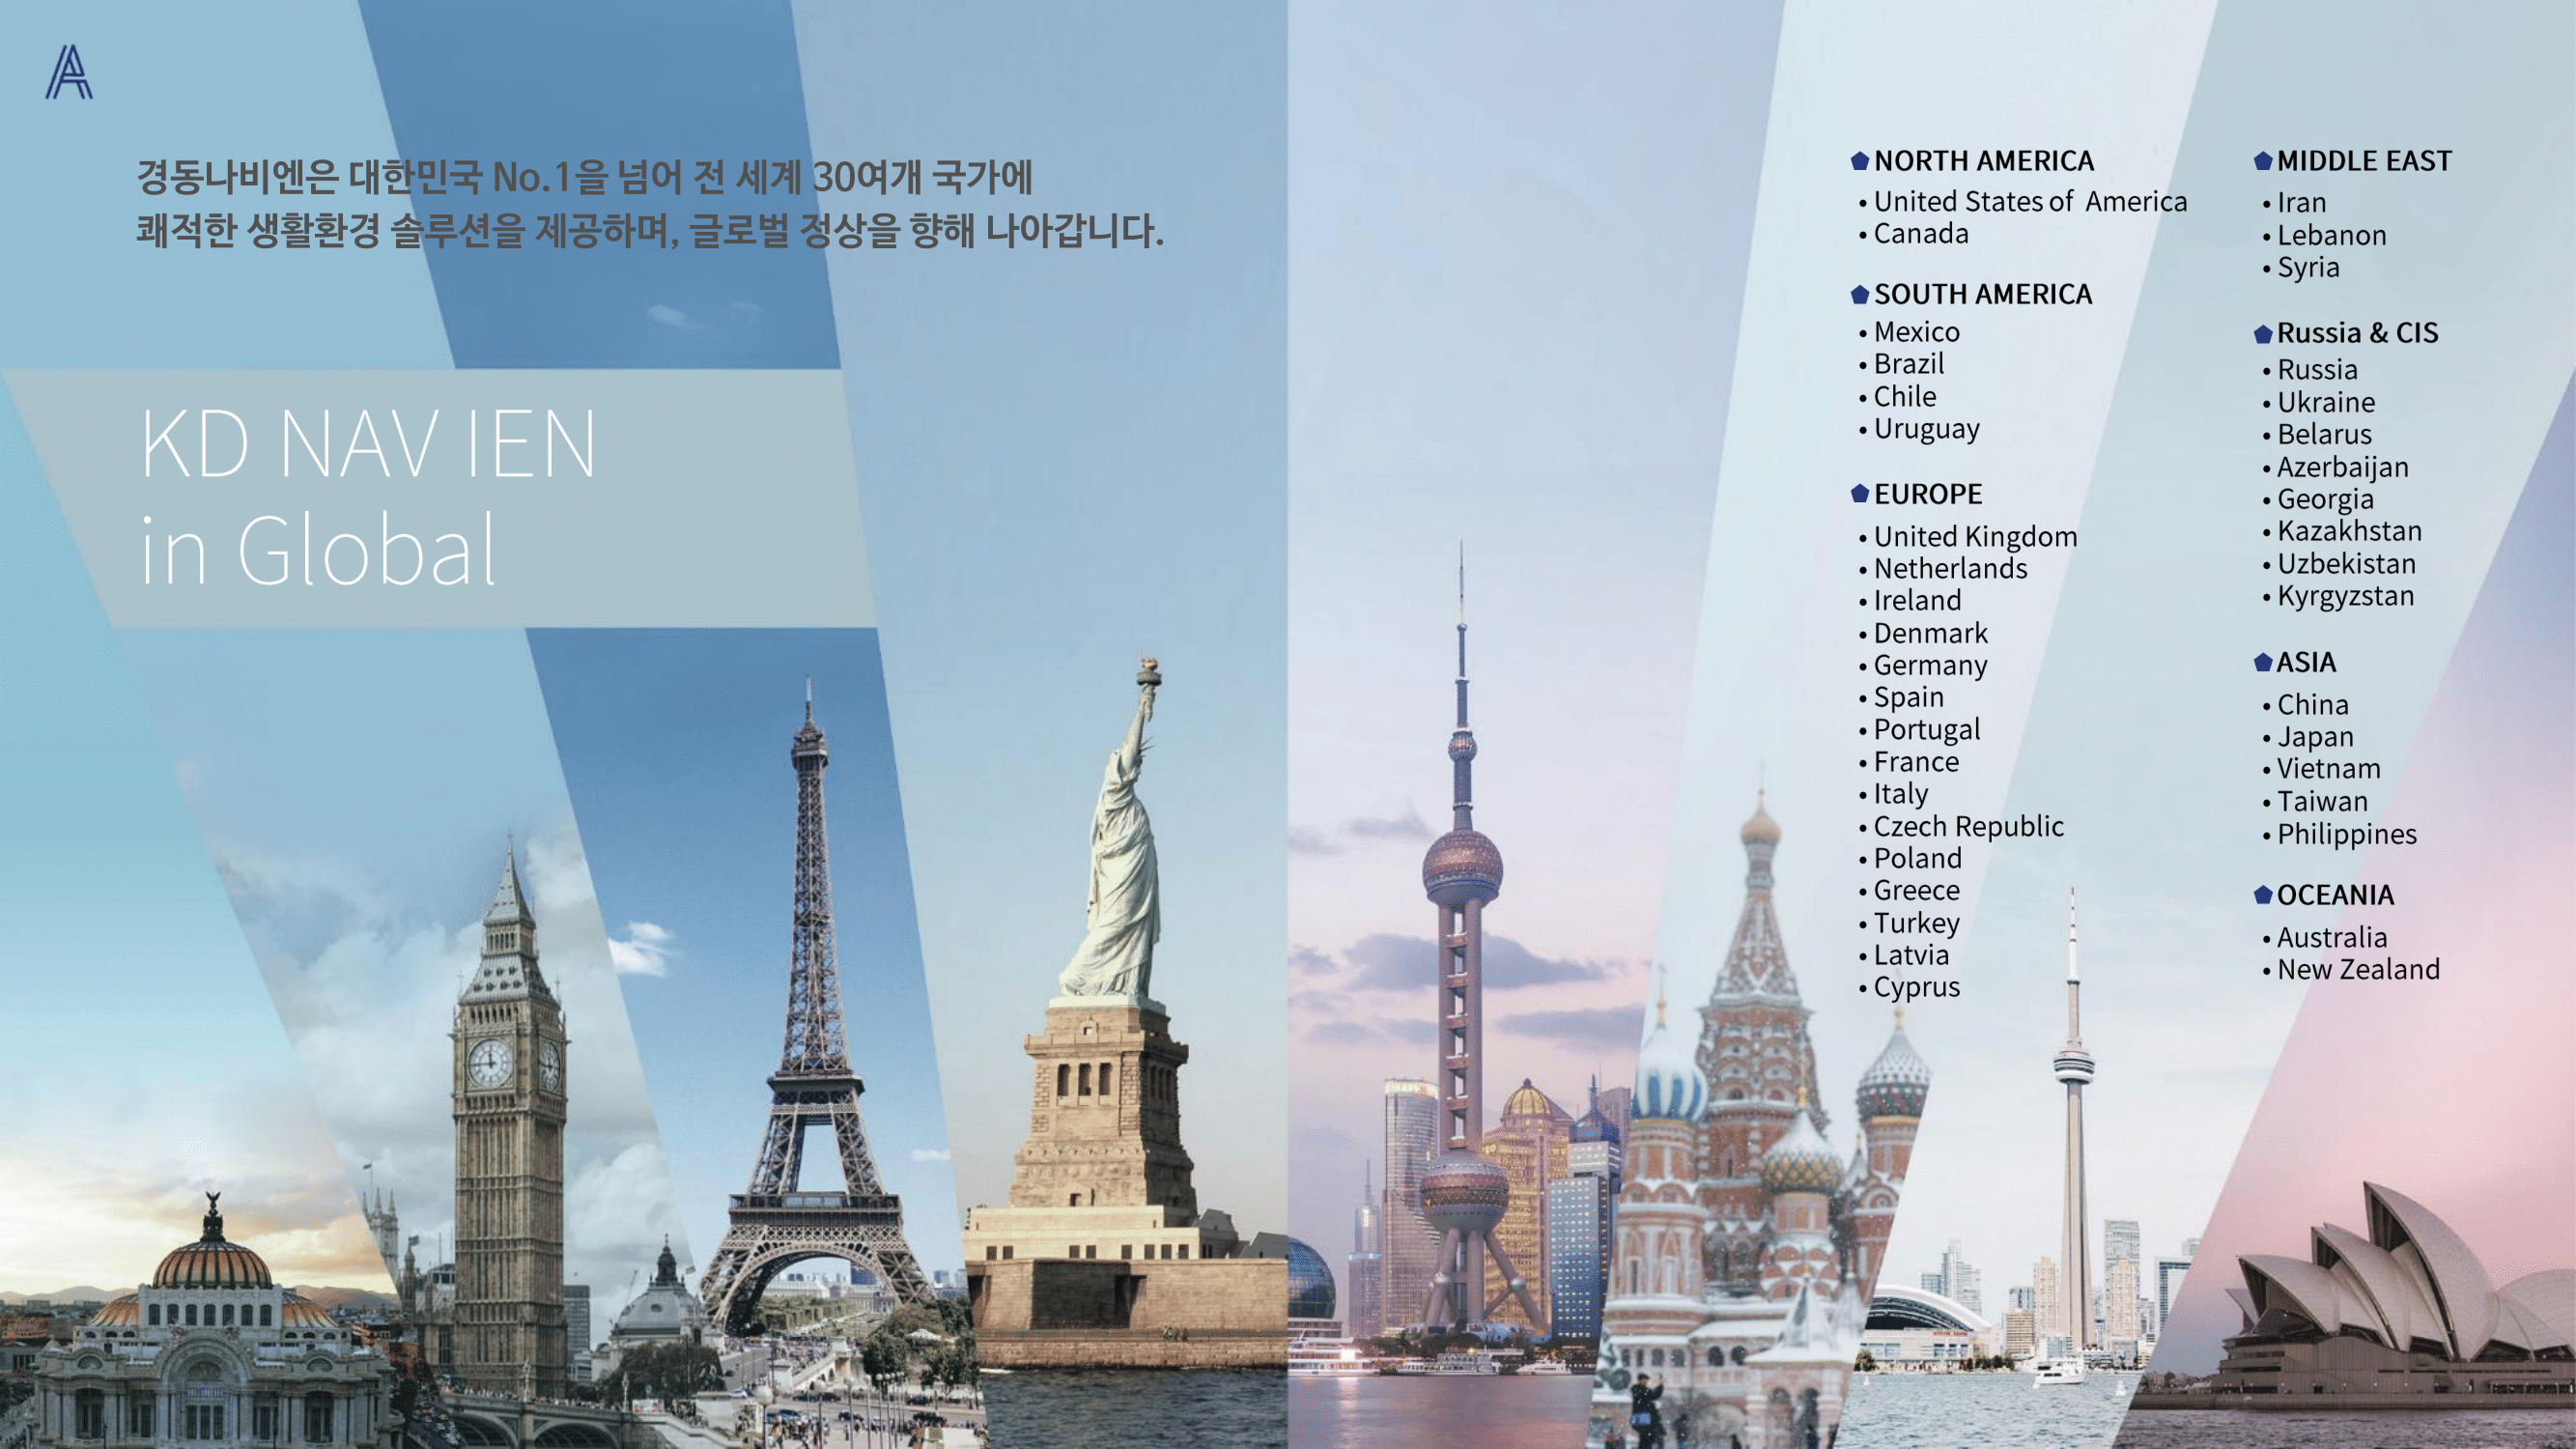 경동나비엔은 대한민국 No.1을 넘어 전 세계 30여개 국가에
쾌적한 생활환경 솔루션을 제공하며, 글로벌 정상을 향해 나아갑니다.
KD NAV IEN
in Global
NORTH AMERICA
• United States of America
• Canada
SOUTH AMERICA
• Mexico
• Brazil
• Chile
• Uruguay
EUROPE
• United Kingdom
• Netherlands
• Ireland
• Denmark
• Germany
• Spain
• Portugal
• France
• Italy
• Czech Republic
• Poland
• Greece
• Turkey
• Latvia
• Cyprus
MIDDLE EAST
• Iran
• Lebanon
• Syria
Russia & CIS
• Russia
• Ukraine
• Belarus
• Azerbaijan
• Georgia
• Kazakhstan
• Uzbekistan
• Kyrgyzstan
ASIA
• China
• Japan
• Vietnam
• Taiwan
• Philippines
OCEANIA
• Australia
• New Zealand